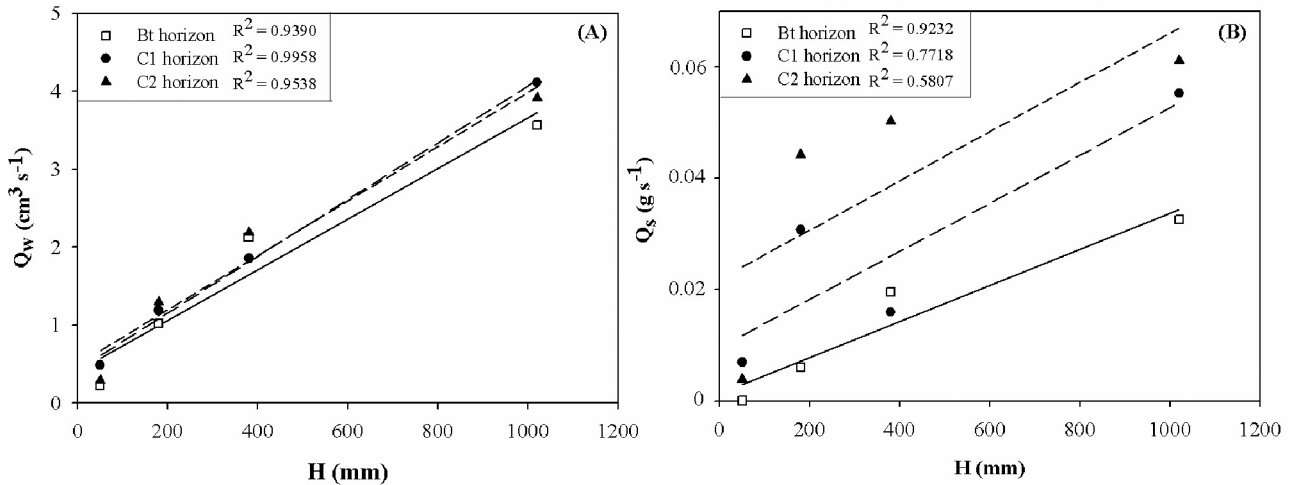 5
4
3
2
1
0
Q_w (cm³ s⁻¹)
Bt horizon R² = 0.9390
C1 horizon R² = 0.9958
C2 horizon R² = 0.9538
(A)
0 200 400 600 800 1000 1200
H (mm)
0.06
0.04
0.02
0
Q_s (g s⁻¹)
Bt horizon R² = 0.9232
C1 horizon R² = 0.7718
C2 horizon R² = 0.5807
(B)
0 200 400 600 800 1000 1200
H (mm)